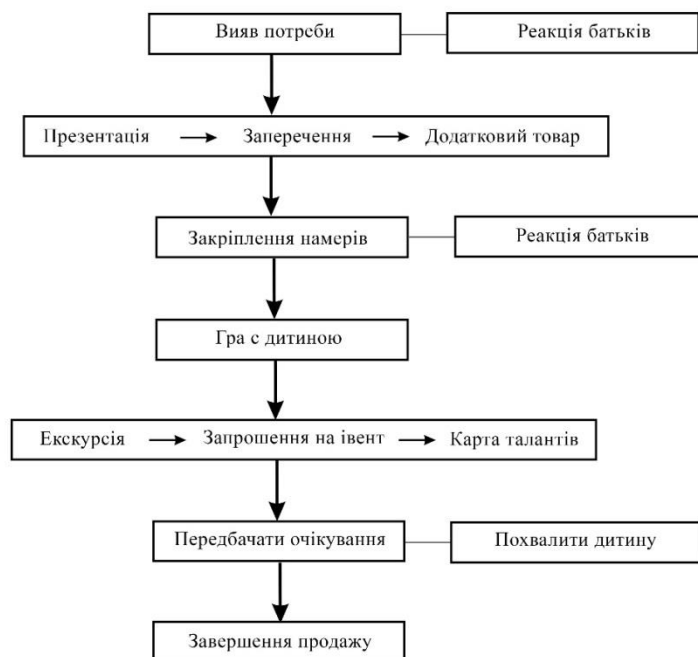 Вияв потреби
Реакція батьків
Презентація → Заперечення → Додатковий товар
Закріплення намерів
Реакція батьків
Гра с дитиною
Екскурсія → Запрошення на івент → Карта талантів
Передбачати очікування
Похвалити дитину
Завершення продажу